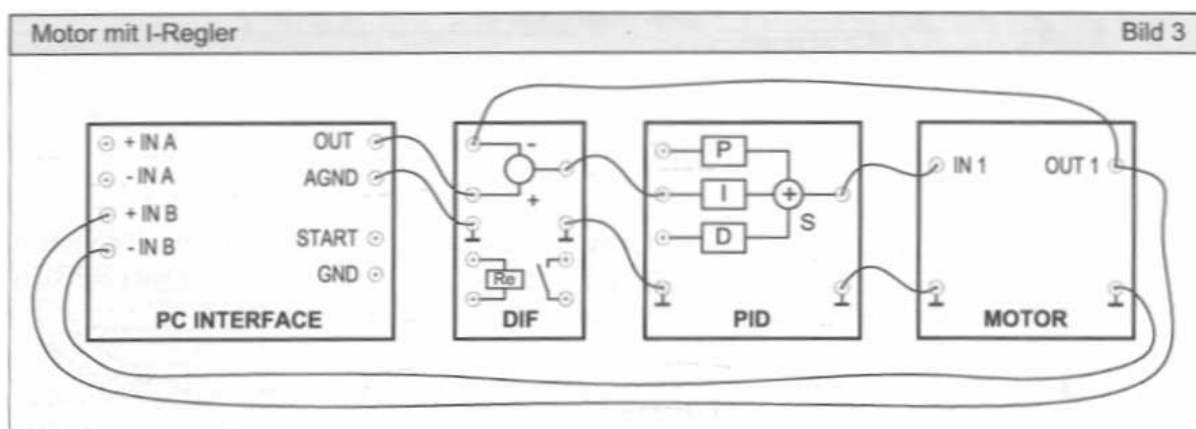 Motor mit I-Regler
Bild 3
+ IN A
- IN A
+ IN B
- IN B
OUT
AGND
START
GND
PC INTERFACE
-
+
Re
DIF
P
I
D
+
S
PID
IN 1
OUT 1
MOTOR